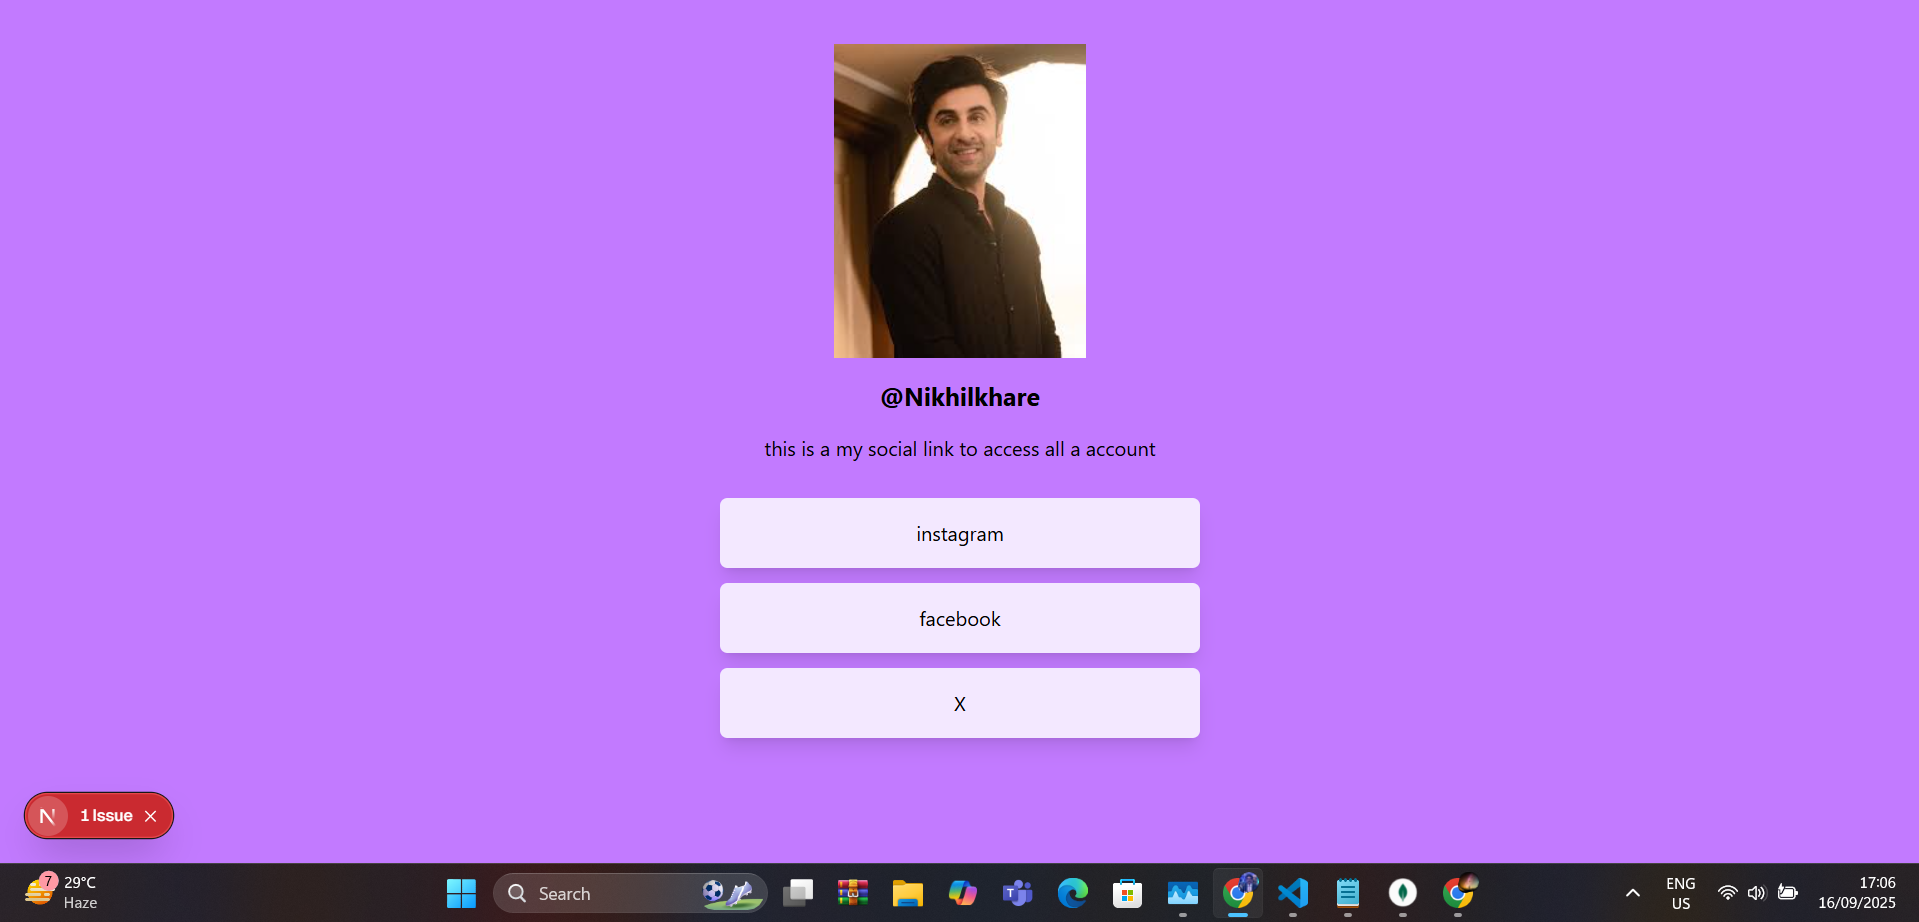 @Nikhilkhare
this is a my social link to access all a account
instagram
facebook
X
N 1 Issue
7
29°C
Haze
Search
T
ENG
US
17:06
16/09/2025